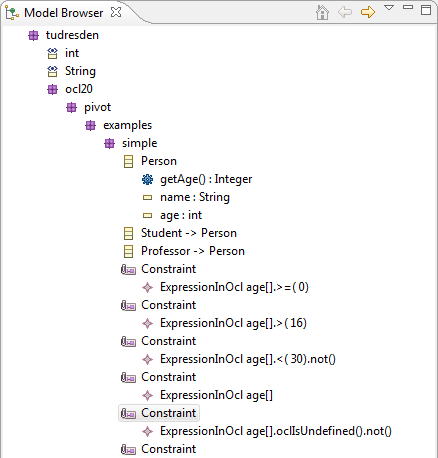 Model Browser
tudresden
int
String
ocl20
pivot
examples
simple
Person
getAge() : Integer
name : String
age : int
Student -> Person
Professor -> Person
Constraint
ExpressionInOcl age[].>=(0)
Constraint
ExpressionInOcl age[].>(16)
Constraint
ExpressionInOcl age[].<(30).not()
Constraint
ExpressionInOcl age[]
Constraint
ExpressionInOcl age[].oclIsUndefined().not()
Constraint